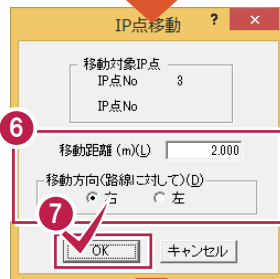 IP点移動 ? ×
移動対象IP点
IP点No 3
IP点No
6
移動距離 (m)(L) 2.000
移動方向(路線に対して)(D)
右 左
7
OK キャンセル